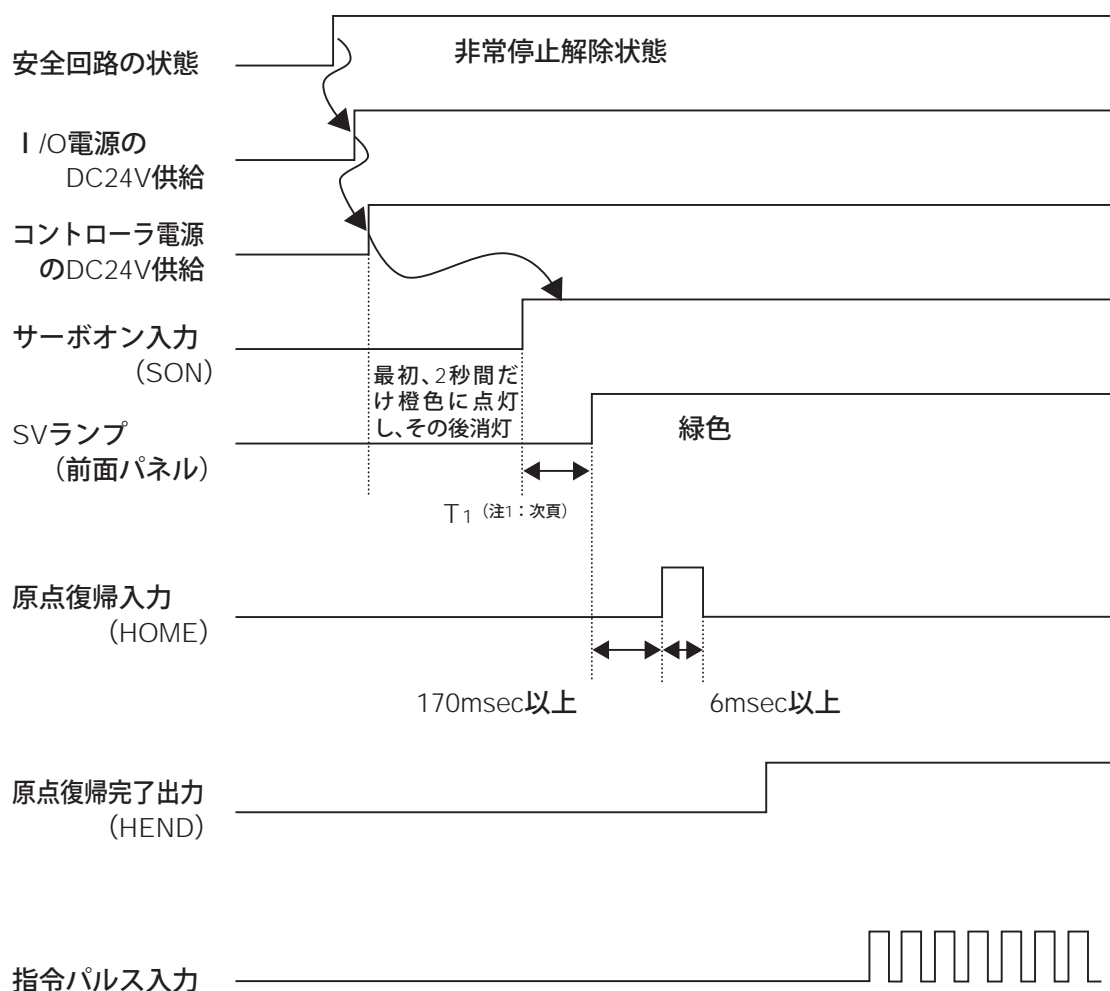 安全回路の状態
非常停止解除状態
I/O電源の
DC24V供給
コントローラ電源
のDC24V供給
サーボオン入力
（SON）
最初、2秒間だ
け橙色に点灯
し、その後消灯
SVランプ
（前面パネル）
緑色
T1（注1：次頁）
原点復帰入力
（HOME）
170msec以上
6msec以上
原点復帰完了出力
（HEND）
指令パルス入力